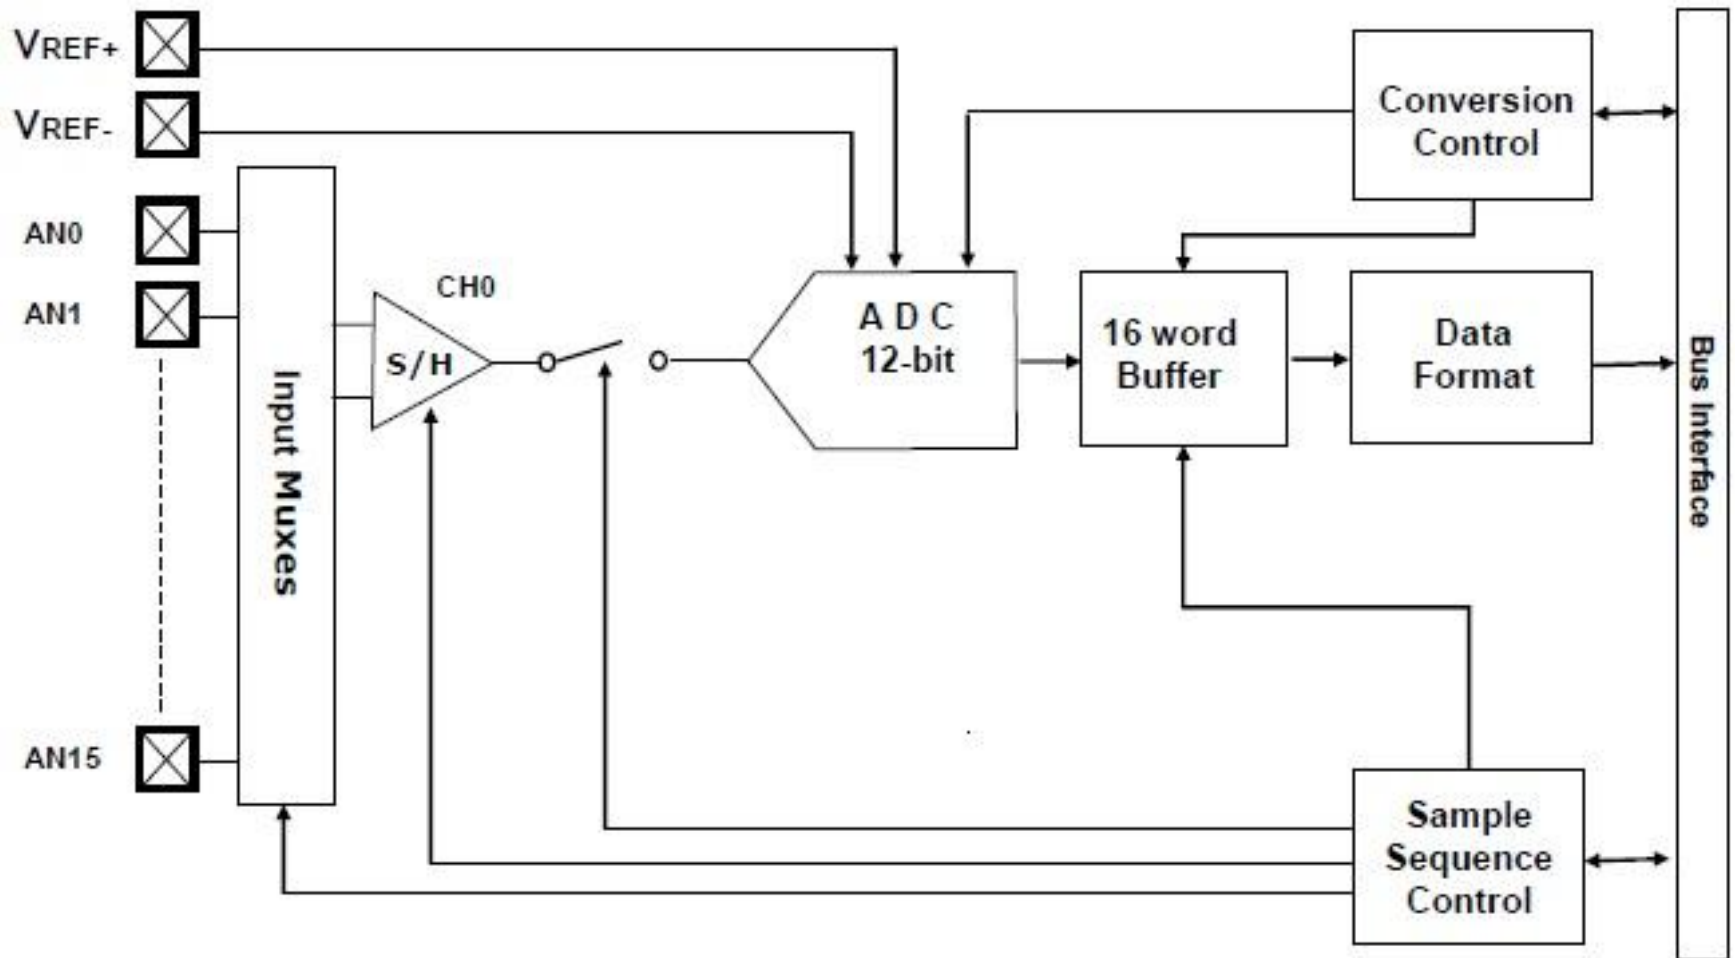 VREF+
VREF-
AN0
AN1
AN15
Input Muxes
CH0
S/H
A D C
12-bit
16 word
Buffer
Conversion
Control
Data
Format
Sample
Sequence
Control
Bus Interface